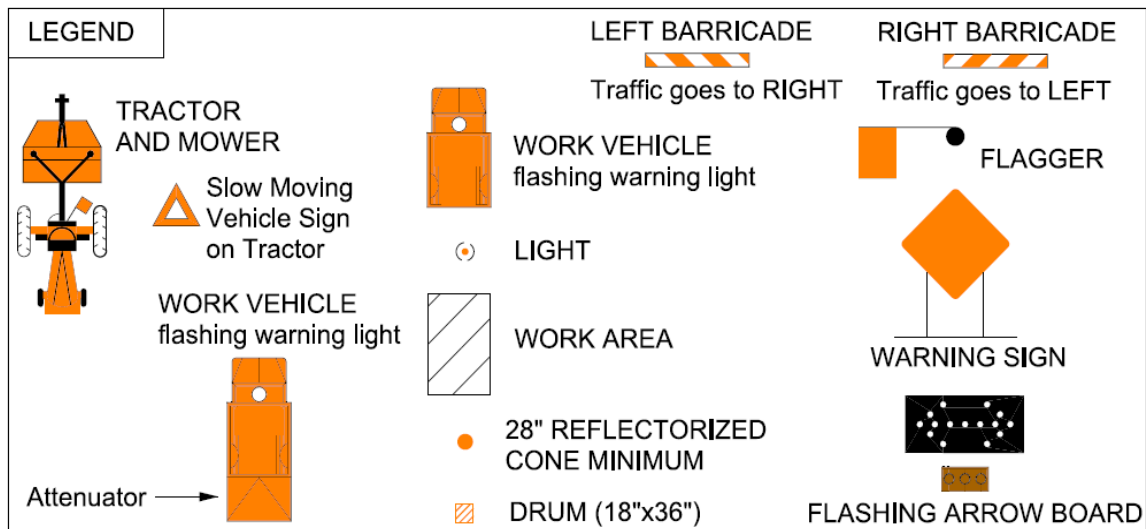 LEGEND
TRACTOR
AND MOWER
Slow Moving
Vehicle Sign
on Tractor
WORK VEHICLE
flashing warning light
Attenuator
WORK VEHICLE
flashing warning light
LIGHT
WORK AREA
28" REFLECTORIZED
CONE MINIMUM
DRUM (18"x36")
LEFT BARRICADE
Traffic goes to RIGHT
RIGHT BARRICADE
Traffic goes to LEFT
FLAGGER
WARNING SIGN
FLASHING ARROW BOARD